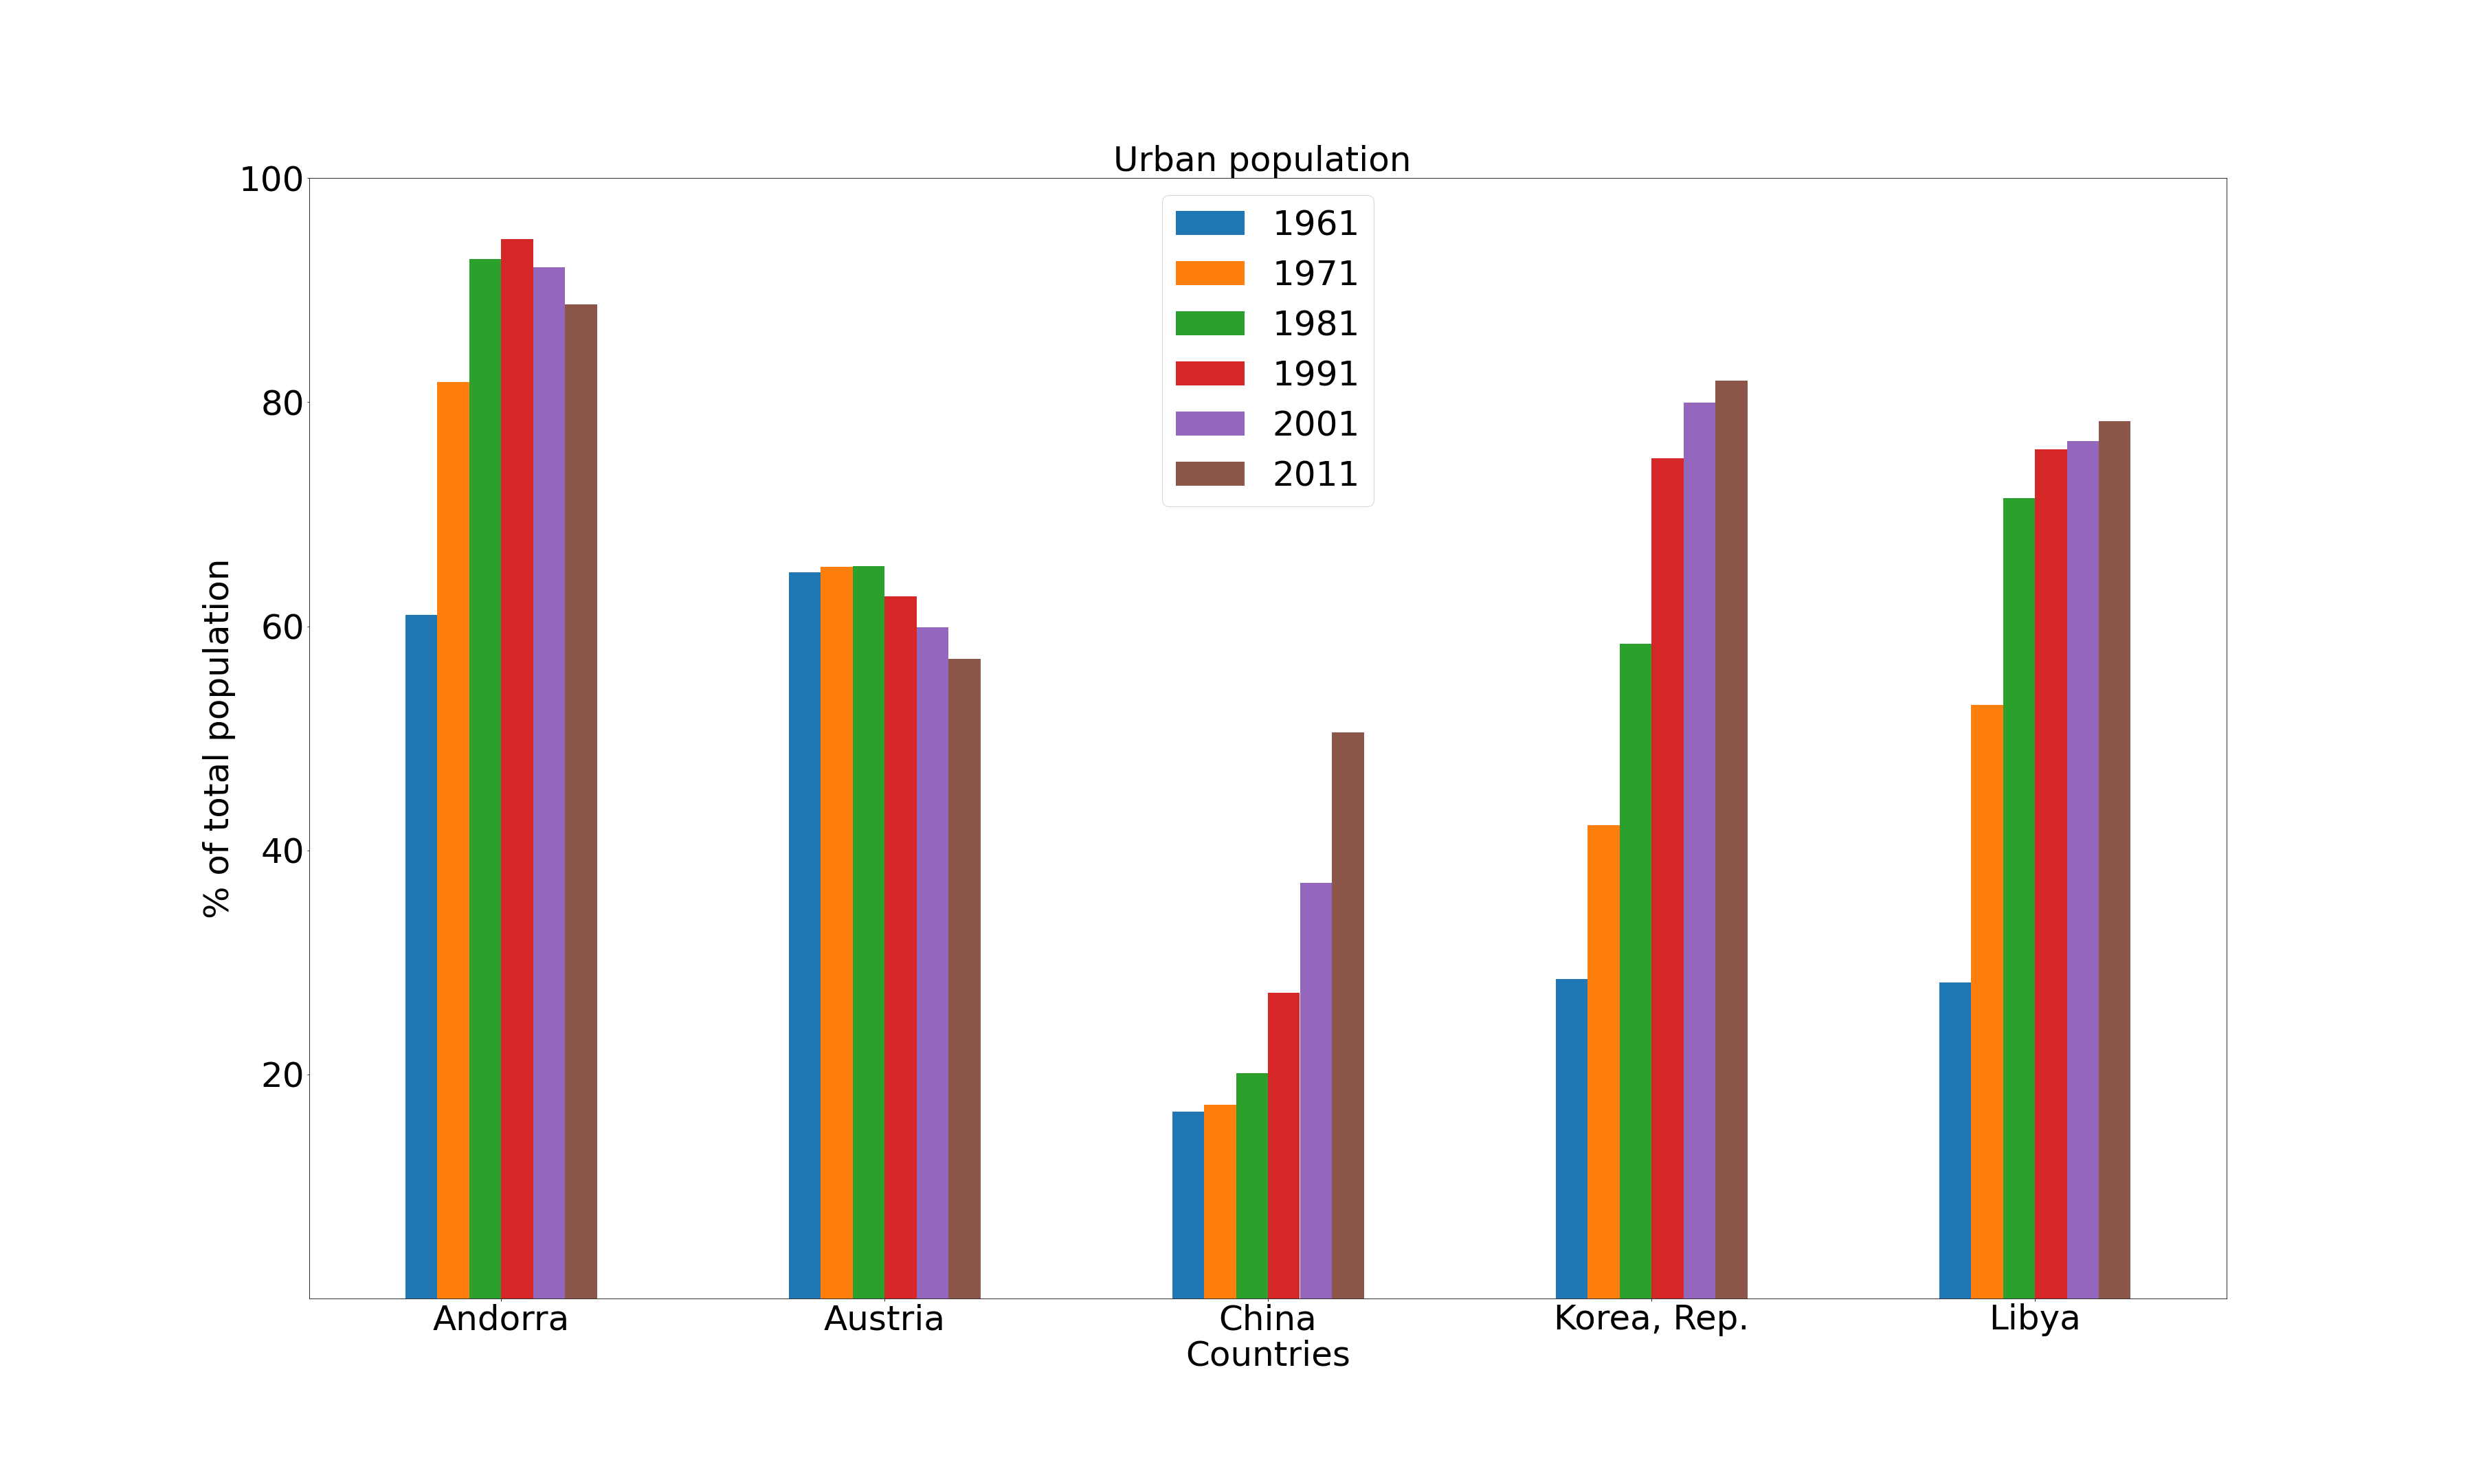 Urban population
100
80
60
40
20
% of total population
1961
1971
1981
1991
2001
2011
Andorra Austria China Korea, Rep. Libya
Countries